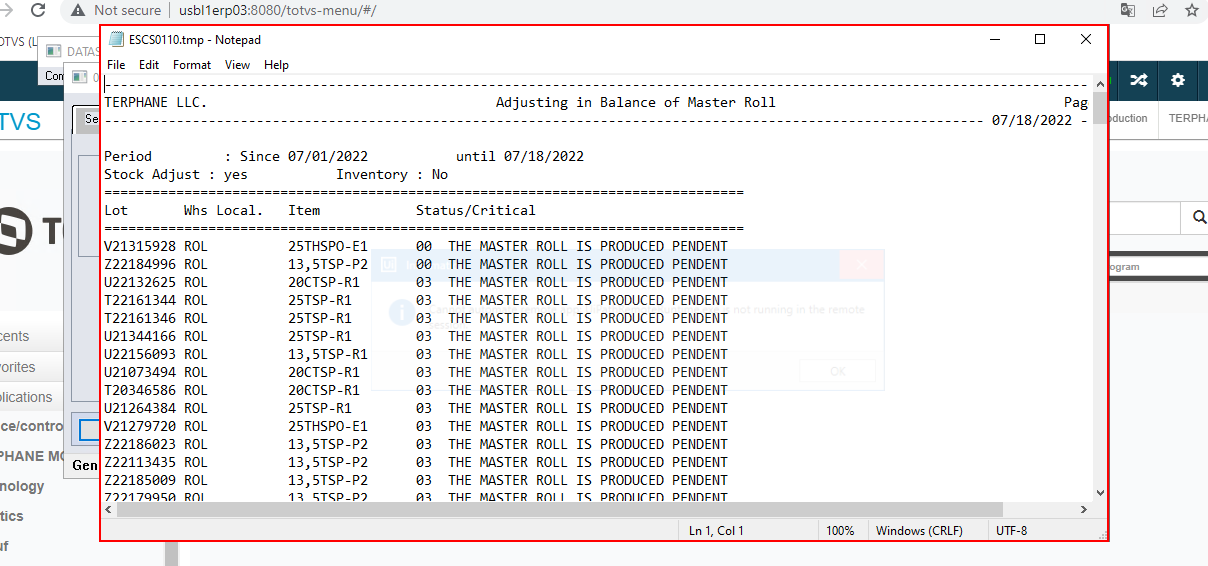 Not secure usbl1erp03:8080/totvs-menu/#/
OTVS (L
DATAS
Con
0
TVS
Se
ESCS0110.tmp - Notepad
File Edit Format View Help
--------------------------------------------------------------------------------------------------------------------------
TERPHANE LLC. Adjusting in Balance of Master Roll Pag
-------------------------------------------------------------------------------------------------------------- 07/18/2022 -
Period : Since 07/01/2022 until 07/18/2022
Stock Adjust : yes Inventory : No
================================================================================
Lot Whs Local. Item Status/Critical
================================================================================
V21315928 ROL 25THSPO-E1 00 THE MASTER ROLL IS PRODUCED PENDENT
Z22184996 ROL 13,5TSP-P2 00 THE MASTER ROLL IS PRODUCED PENDENT
U22132625 ROL 20CTSP-R1 03 THE MASTER ROLL IS PRODUCED PENDENT
T22161344 ROL 25TSP-R1 03 THE MASTER ROLL IS PRODUCED PENDENT
T22161346 ROL 25TSP-R1 03 THE MASTER ROLL IS PRODUCED PENDENT
U21344166 ROL 25TSP-R1 03 THE MASTER ROLL IS PRODUCED PENDENT
U22156093 ROL 13,5TSP-R1 03 THE MASTER ROLL IS PRODUCED PENDENT
U21073494 ROL 20CTSP-R1 03 THE MASTER ROLL IS PRODUCED PENDENT
T20346586 ROL 20CTSP-R1 03 THE MASTER ROLL IS PRODUCED PENDENT
U21264384 ROL 25TSP-R1 03 THE MASTER ROLL IS PRODUCED PENDENT
V21279720 ROL 25THSPO-E1 03 THE MASTER ROLL IS PRODUCED PENDENT
Z22186023 ROL 13,5TSP-P2 03 THE MASTER ROLL IS PRODUCED PENDENT
Z22113435 ROL 13,5TSP-P2 03 THE MASTER ROLL IS PRODUCED PENDENT
Z22185009 ROL 13,5TSP-P2 03 THE MASTER ROLL IS PRODUCED PENDENT
Z22179950 ROL 13,5TSP-P2 03 THE MASTER ROLL IS PRODUCED PENDENT
is not running in the remote
OK
Ln 1, Col 1 100% Windows (CRLF) UTF-8
oduction TERPHA
ogram
TO
cents
vorites
plications
ce/contro
PHANE MO
Gen
nology
tics
uf